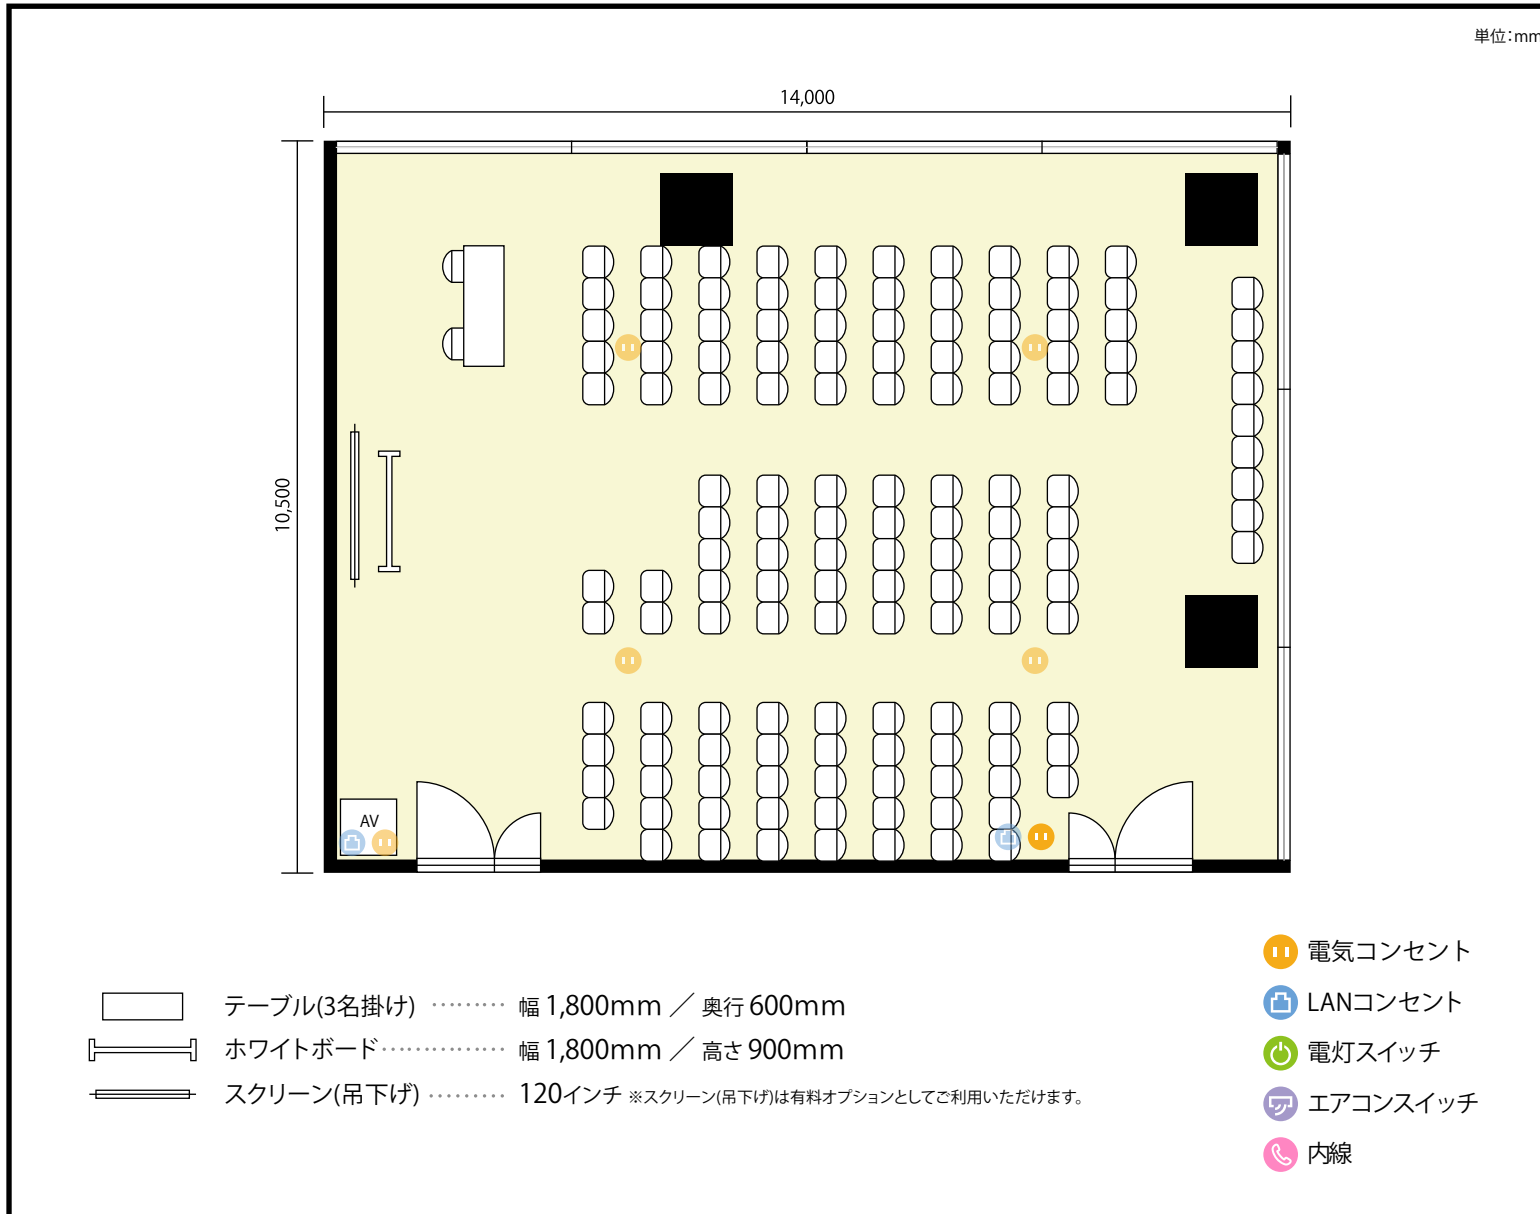 単位:mm
14,000
10,500
AV
テーブル(3名掛け) ········· 幅 1,800mm ／ 奥行 600mm
ホワイトボード··············· 幅 1,800mm ／ 高さ 900mm
スクリーン(吊下げ) ········· 120インチ ※スクリーン(吊下げ)は有料オプションとしてご利用いただけます。
電気コンセント
LANコンセント
電灯スイッチ
エアコンスイッチ
内線